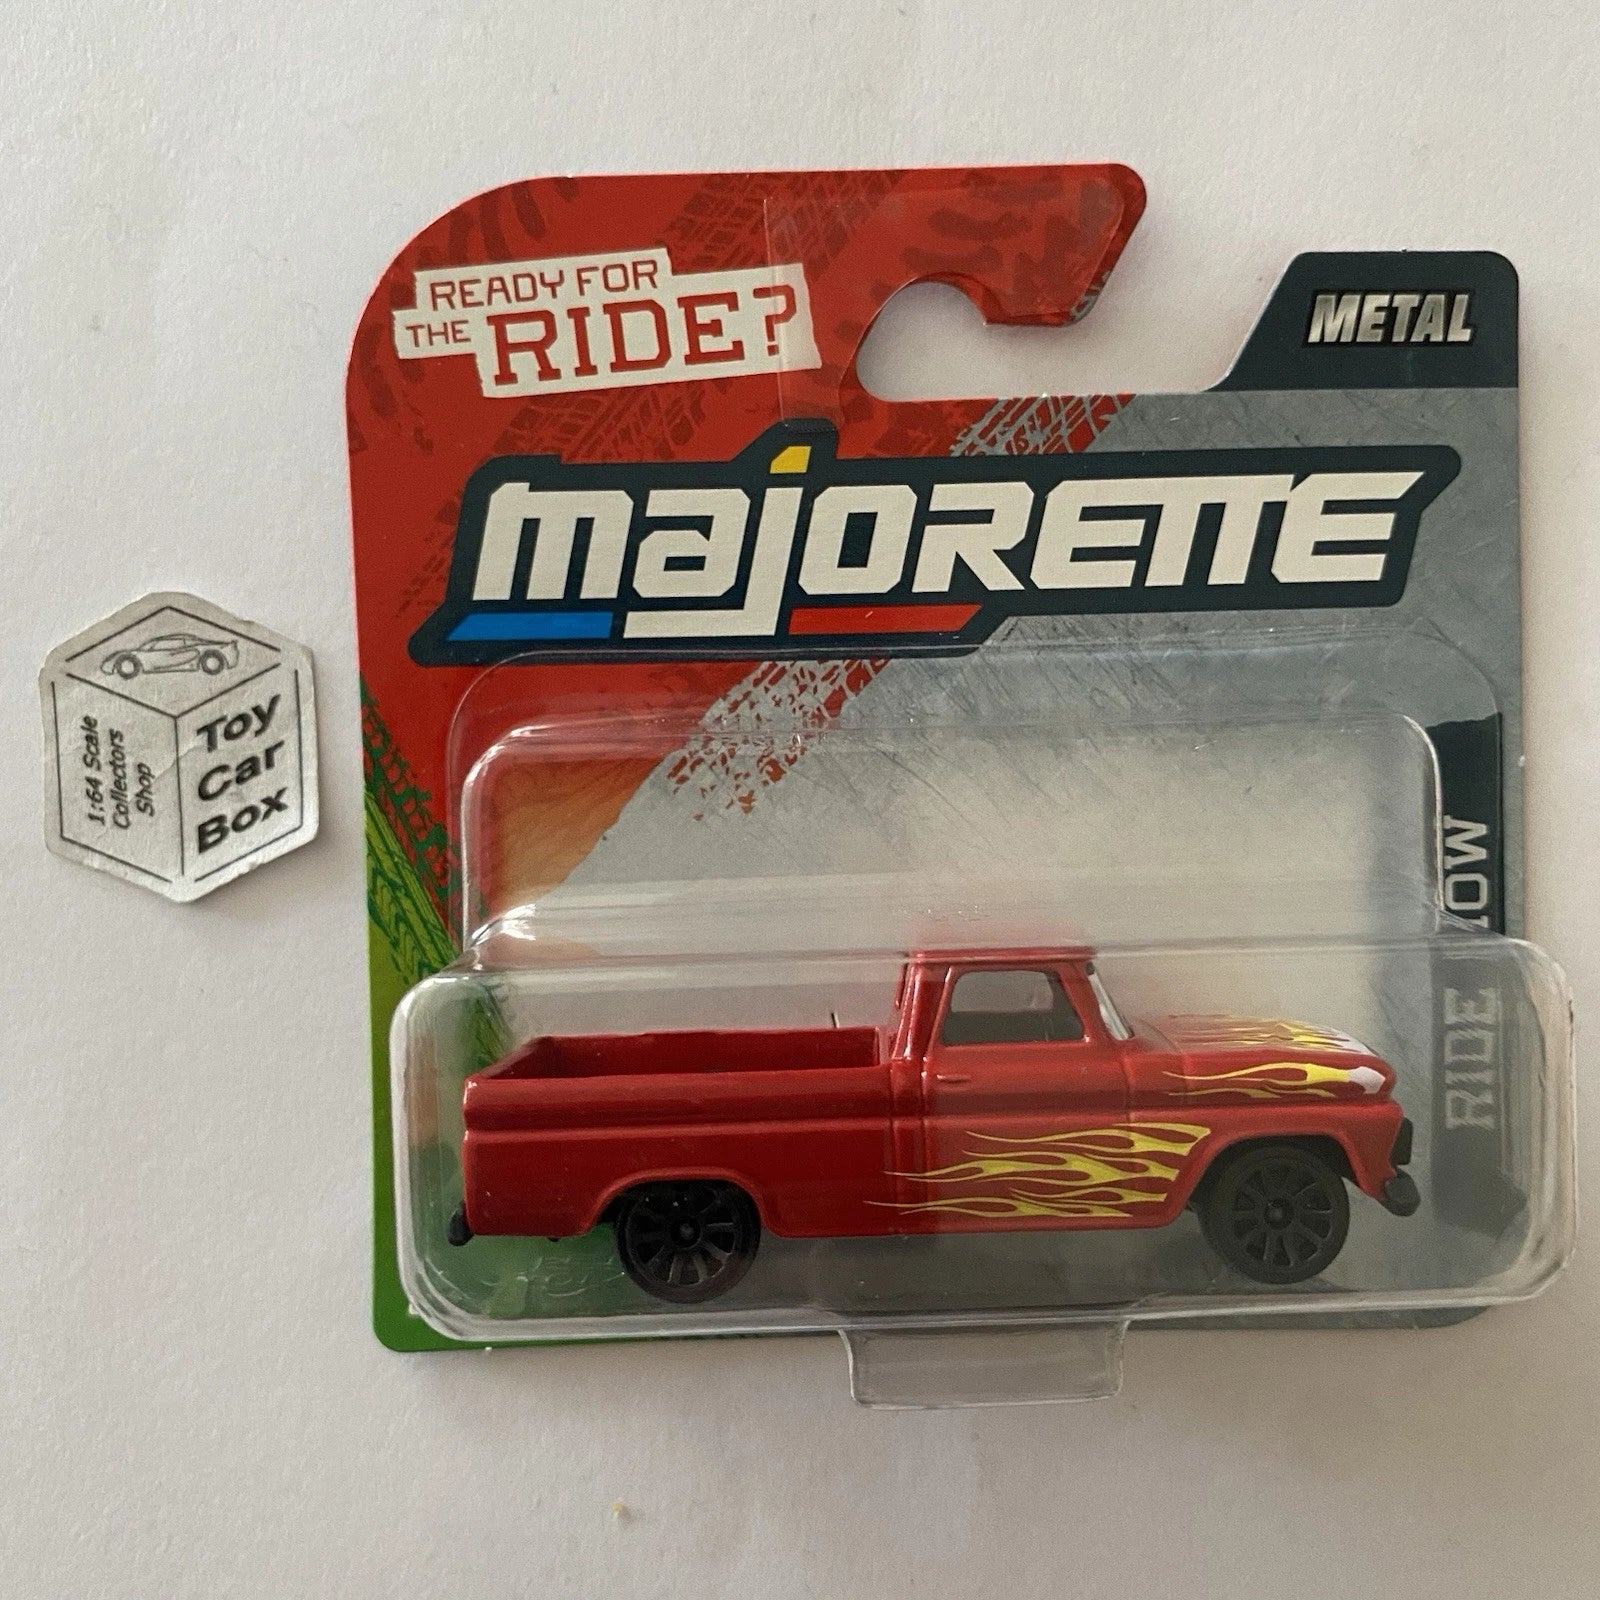 READY FOR
THE RIDE?
METAL
majORETTE
1:64 Scale
Collectors
Shop
Toy
Car
Box
RIDE